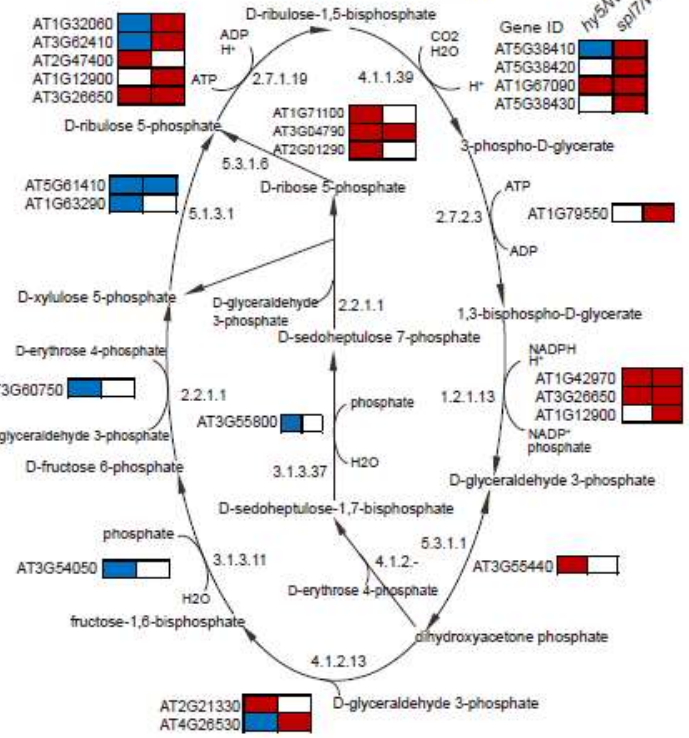 D-ribulose-1,5-bisphosphate
Gene ID
hy5/
spl7/
AT1G32060
AT3G62410
AT2G47400
AT1G12900
AT3G26650
ADP
H⁺
ATP
2.7.1.19
CO2
H2O
4.1.1.39
H⁺
AT5G38410
AT5G38420
AT1G67090
AT5G38430
D-ribulose 5-phosphate
AT1G71100
AT3G04790
AT2G01290
3-phospho-D-glycerate
5.3.1.6
D-ribose 5-phosphate
AT5G61410
AT1G63290
5.1.3.1
ATP
2.7.2.3
ADP
AT1G79550
D-xylulose 5-phosphate
D-glyceraldehyde
3-phosphate
2.2.1.1
1,3-bisphospho-D-glycerate
D-sedoheptulose 7-phosphate
D-erythrose 4-phosphate
NADPH
H⁺
T3G60750
2.2.1.1
1.2.1.13
AT1G42970
AT3G26650
AT1G12900
NADP⁺
phosphate
AT3G55800
phosphate
H2O
3.1.3.37
glyceraldehyde 3-phosphate
D-fructose 6-phosphate
D-glyceraldehyde 3-phosphate
D-sedoheptulose-1,7-bisphosphate
phosphate
3.1.3.11
H2O
AT3G54050
5.3.1.1
AT3G55440
4.1.2.-
D-erythrose 4-phosphate
fructose-1,6-bisphosphate
dihydroxyacetone phosphate
4.1.2.13
D-glyceraldehyde 3-phosphate
AT2G21330
AT4G26530